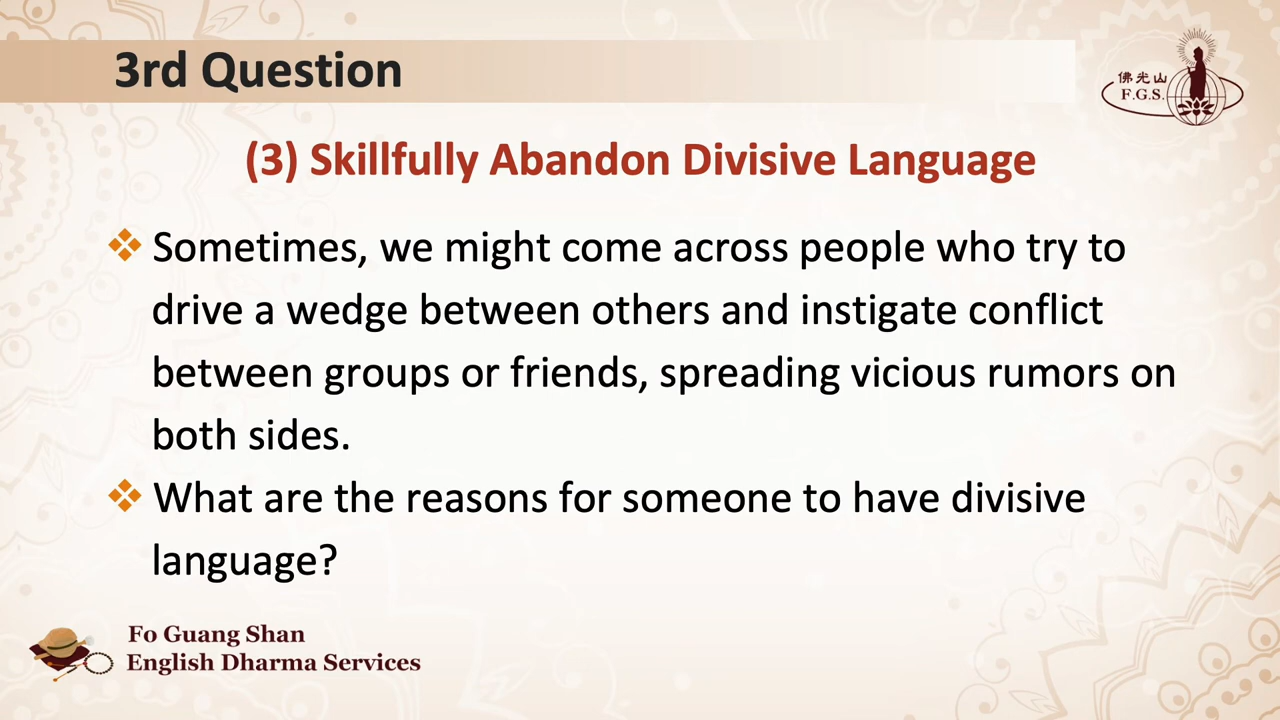 3rd Question
佛光山
F.G.S.
(3) Skillfully Abandon Divisive Language
Sometimes, we might come across people who try to
drive a wedge between others and instigate conflict
between groups or friends, spreading vicious rumors on
both sides.
What are the reasons for someone to have divisive
language?
Fo Guang Shan
English Dharma Services